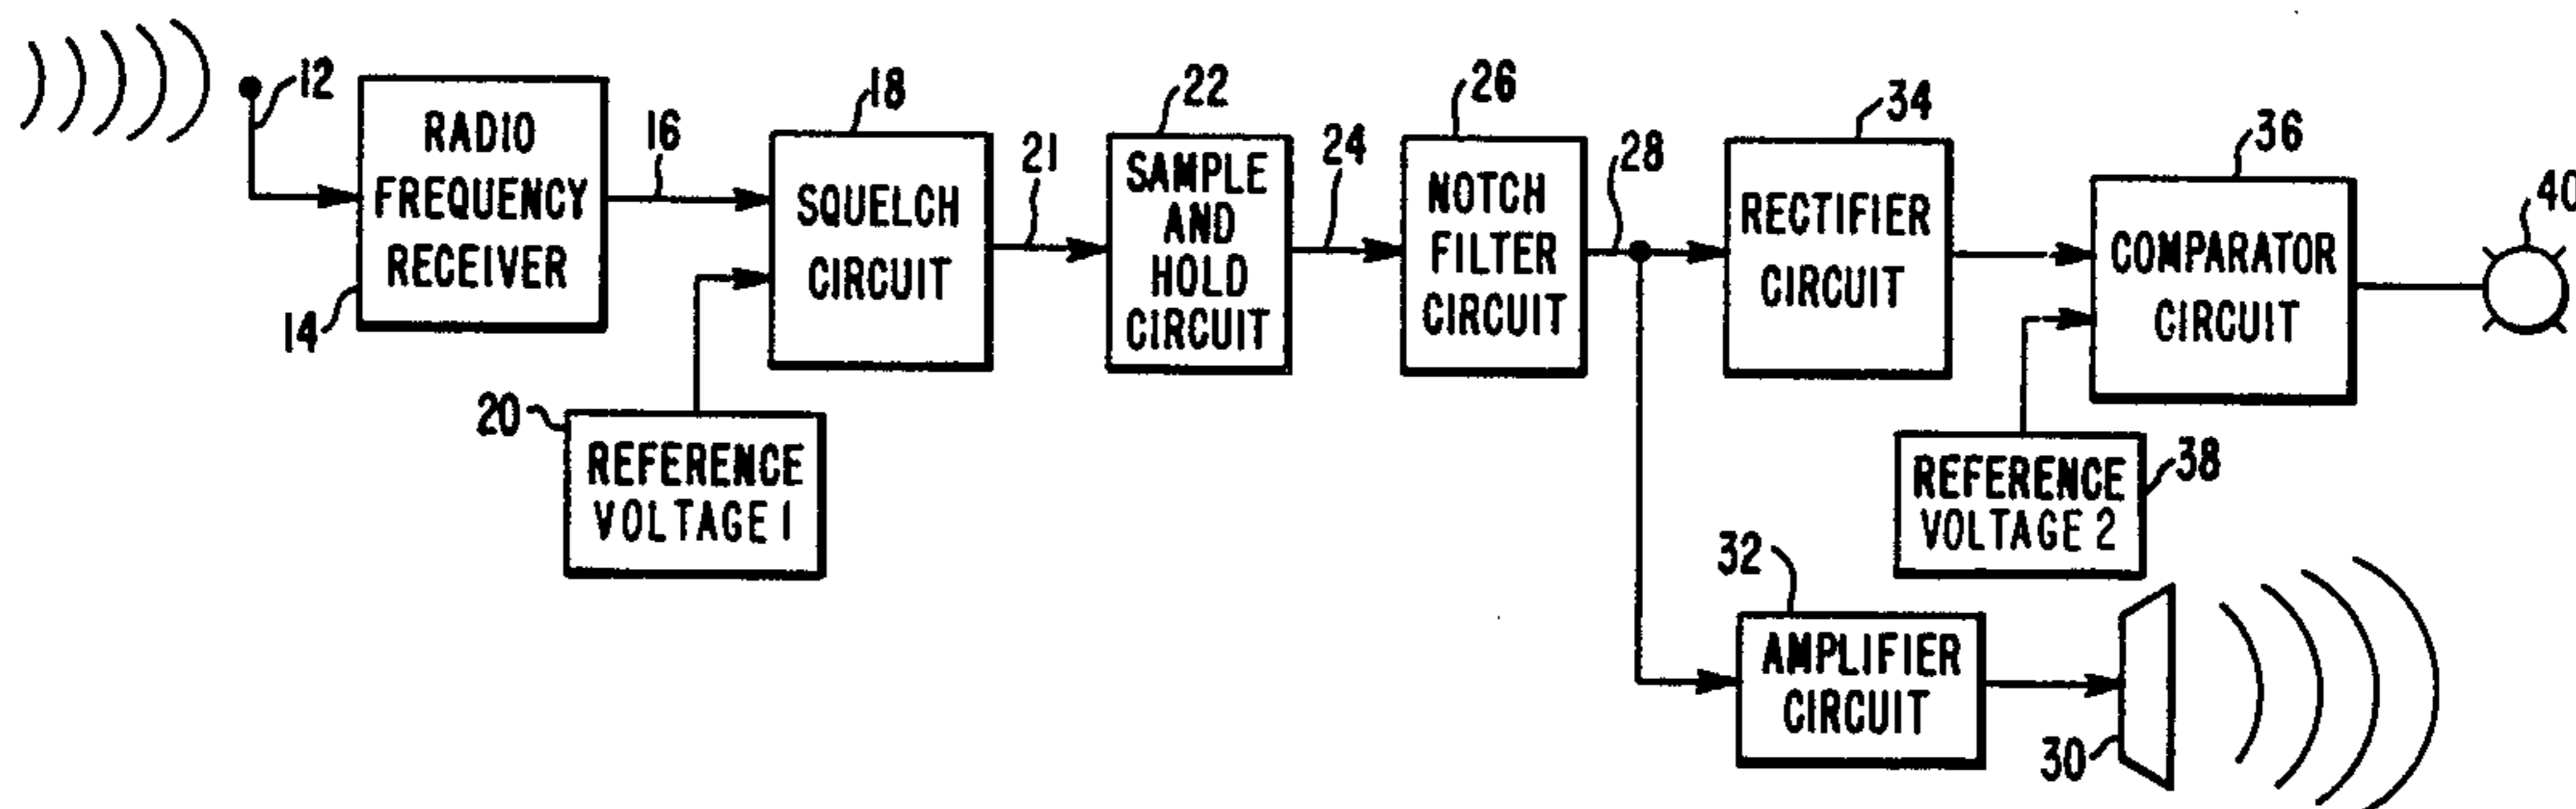 12
RADIO
FREQUENCY
RECEIVER
14
16
18
SQUELCH
CIRCUIT
20
REFERENCE
VOLTAGE 1
21
22
SAMPLE
AND
HOLD
CIRCUIT
24
26
NOTCH
FILTER
CIRCUIT
28
34
RECTIFIER
CIRCUIT
36
COMPARATOR
CIRCUIT
40
REFERENCE
VOLTAGE 2
38
32
AMPLIFIER
CIRCUIT
30